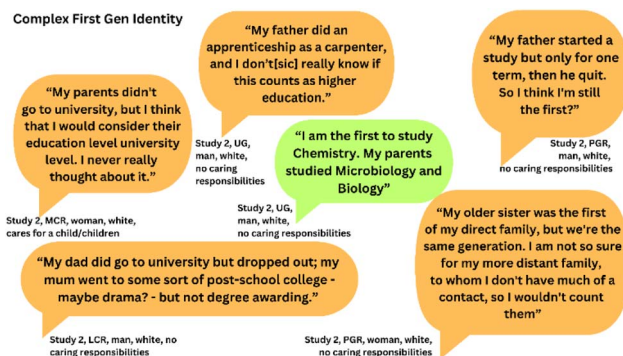 Complex First Gen Identity
“My father did an
apprenticeship as a carpenter,
and I don't[sic] really know if
this counts as higher
education.”
Study 2, UG,
man, white,
no caring
responsibilities
“My father started a
study but only for one
term, then he quit.
So I think I'm still
the first?”
Study 2, PGR,
man, white,
no caring responsibilities
“My parents didn't
go to university, but I think
that I would consider their
education level university
level. I never really
thought about it.”
Study 2, MCR, woman, white,
cares for a child/children
“I am the first to study
Chemistry. My parents
studied Microbiology and
Biology”
Study 2, UG,
man, white,
no caring responsibilities
“My older sister was the first
of my direct family, but we're the
same generation. I am not so sure
for my more distant family,
to whom I don't have much of a
contact, so I wouldn't count
them”
Study 2, PGR, woman, white,
no caring responsibilities
“My dad did go to university but dropped out; my
mum went to some sort of post-school college -
maybe drama? - but not degree awarding.”
Study 2, LCR, man, white, no
caring responsibilities